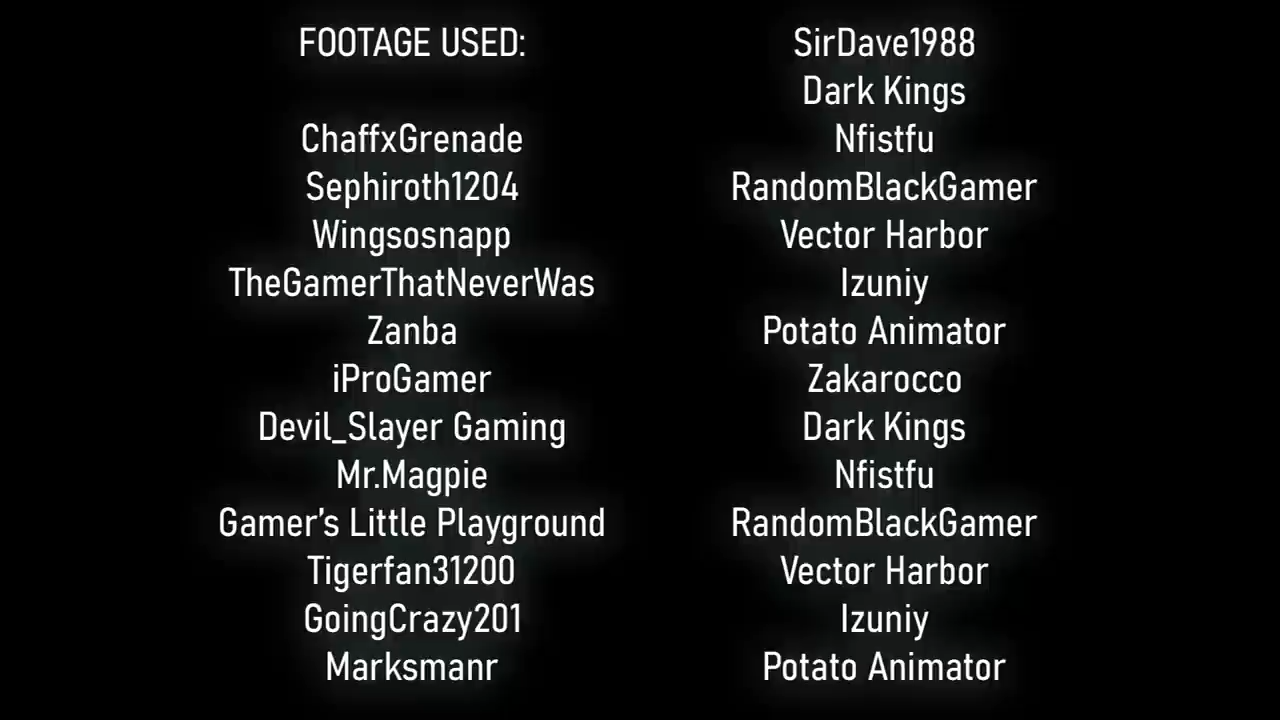 FOOTAGE USED:
ChaffxGrenade
Sephiroth1204
Wingsosnapp
TheGamerThatNeverWas
Zanba
iProGamer
Devil_Slayer Gaming
Mr.Magpie
Gamer’s Little Playground
Tigerfan31200
GoingCrazy201
Marksmanr
SirDave1988
Dark Kings
Nfistfu
RandomBlackGamer
Vector Harbor
Izuniy
Potato Animator
Zakarocco
Dark Kings
Nfistfu
RandomBlackGamer
Vector Harbor
Izuniy
Potato Animator